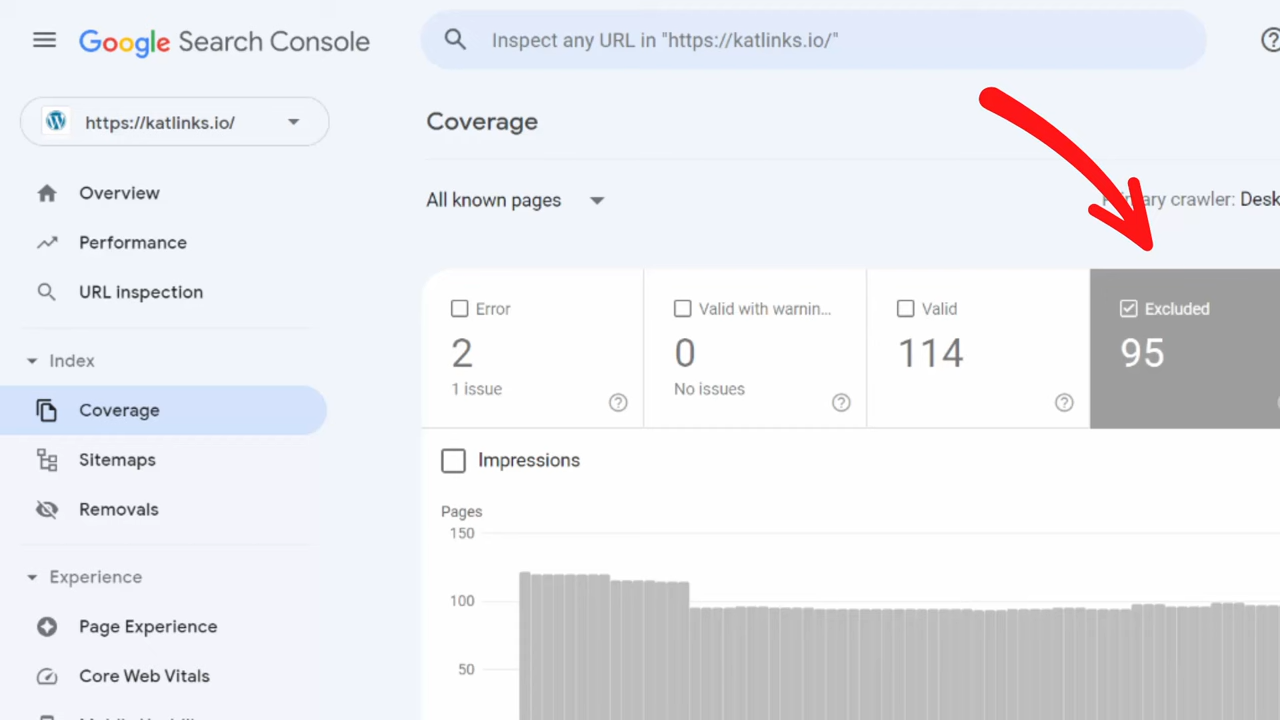 Google Search Console
Inspect any URL in "https://katlinks.io/"
https://katlinks.io/
Overview
Performance
URL inspection
Index
Coverage
Sitemaps
Removals
Experience
Page Experience
Core Web Vitals
Coverage
All known pages
crawler: Desk
Error
2
1 issue
Valid with warnin...
0
No issues
Valid
114
Excluded
95
Impressions
Pages
150
100
50